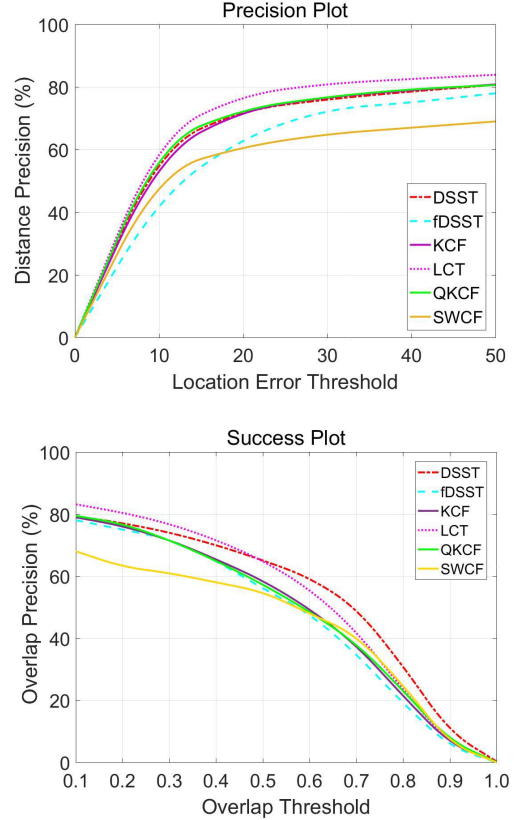 Precision Plot
100
80
60
40
20
0
Distance Precision (%)
DSST
fDSST
KCF
LCT
QKCF
SWCF
0 10 20 30 40 50
Location Error Threshold
Success Plot
100
80
60
40
20
0
Overlap Precision (%)
DSST
fDSST
KCF
LCT
QKCF
SWCF
0.1 0.2 0.3 0.4 0.5 0.6 0.7 0.8 0.9 1.0
Overlap Threshold